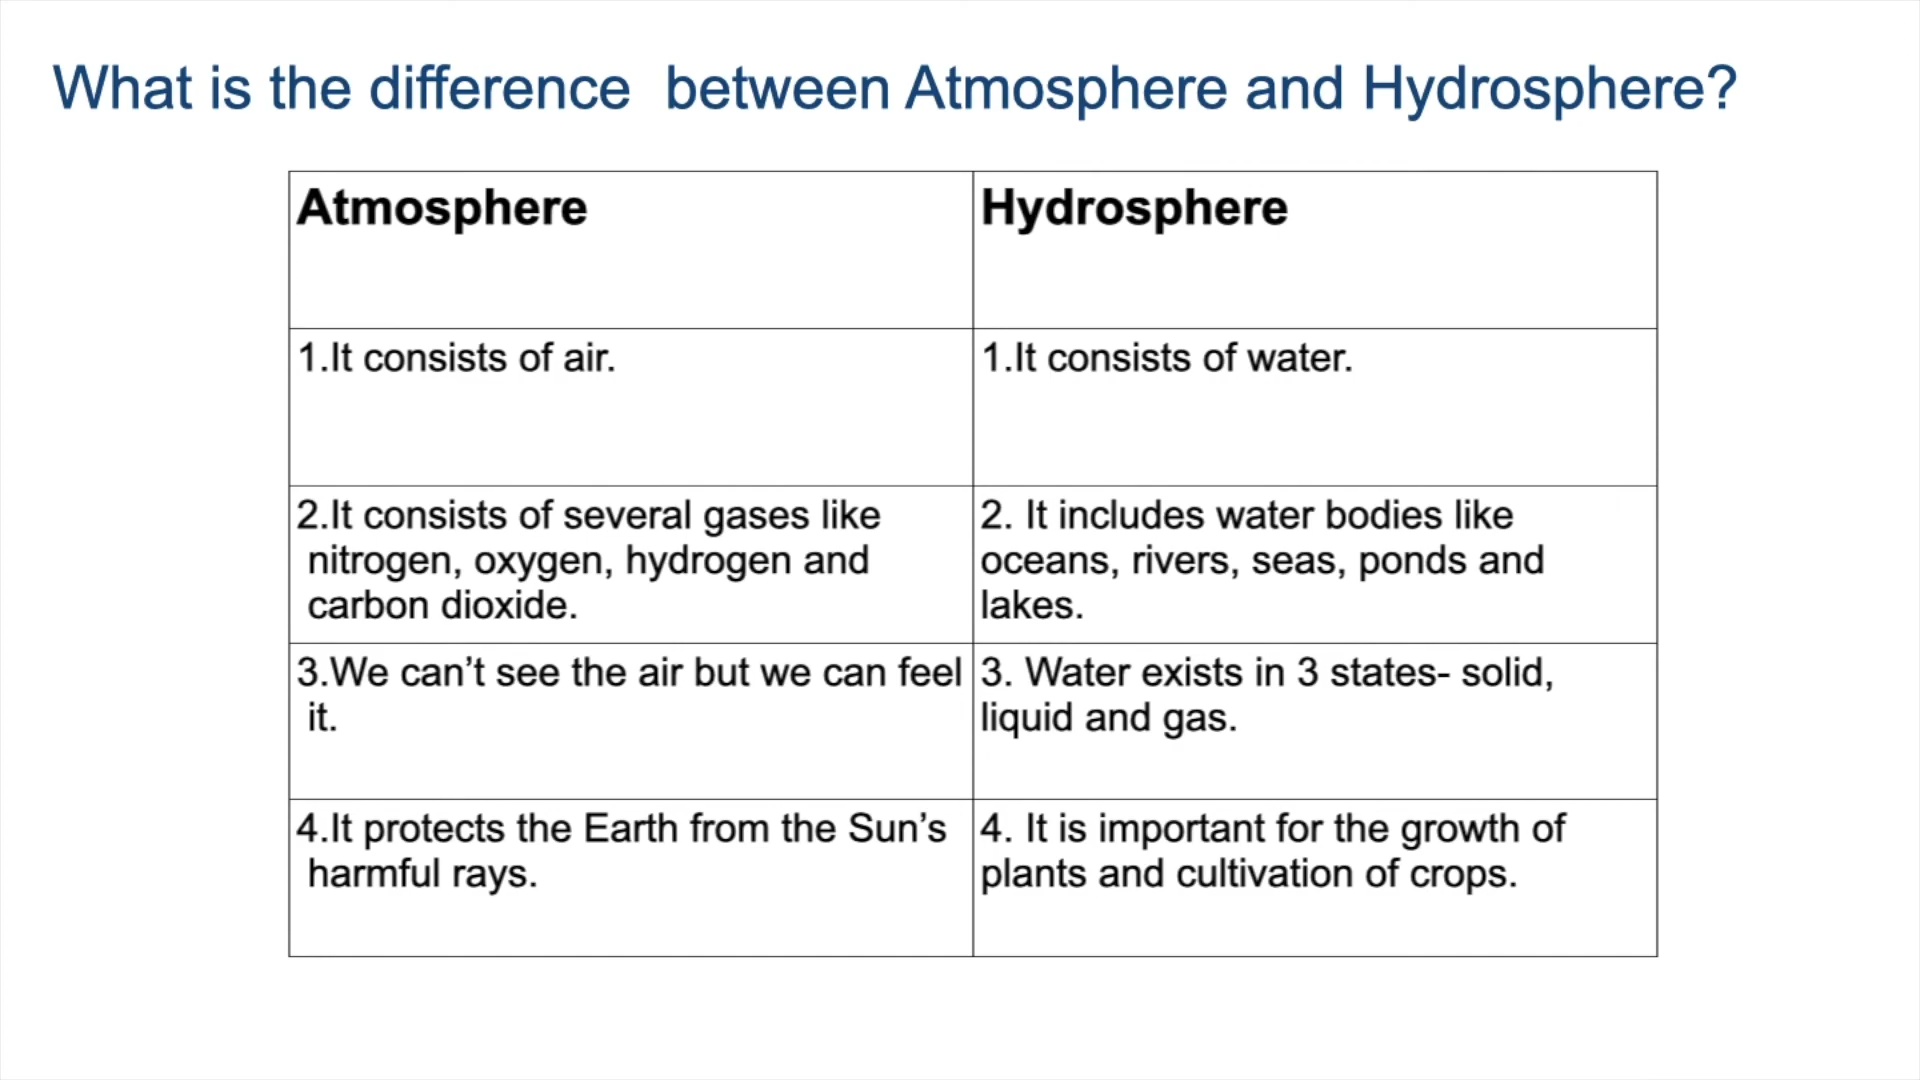 What is the difference  between Atmosphere and Hydrosphere?
Atmosphere
Hydrosphere
1.It consists of air.
1.It consists of water.
2.It consists of several gases like
nitrogen, oxygen, hydrogen and
carbon dioxide.
2. It includes water bodies like
oceans, rivers, seas, ponds and
lakes.
3.We can’t see the air but we can feel
it.
3. Water exists in 3 states- solid,
liquid and gas.
4.It protects the Earth from the Sun’s
harmful rays.
4. It is important for the growth of
plants and cultivation of crops.